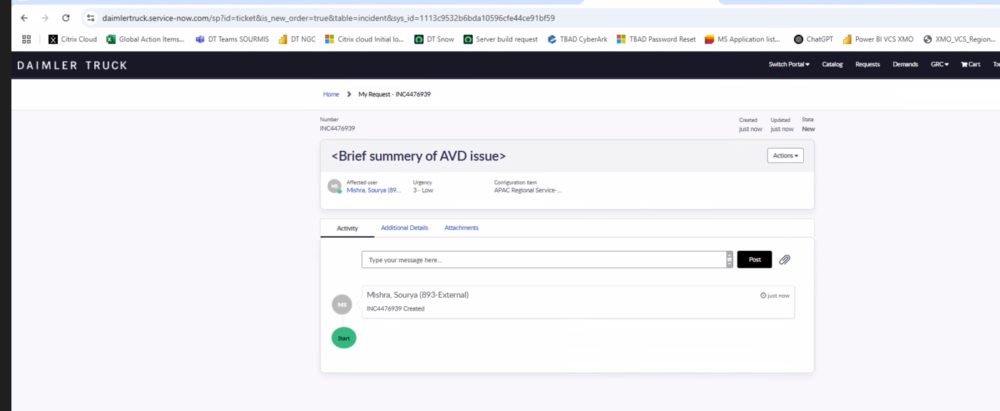 daimlertruck.service-now.com/sp?id=ticket&is_new_order=true&table=incident&sys_id=1113c9532b6bda10596cfe44ce91bf59
Citrix Cloud Global Action Items... DT Teams SOURMIS DT NGC Citrix cloud Initial lo... DT Snow Server build request TBAD CyberArk TBAD Password Reset MS Application list... ChatGPT Power BI VCS XMO XMO_VCS_Region...
DAIMLER TRUCK Switch Portal Catalog Requests Demands GRC Cart
Home My Request - INC4476939
Number Created Updated State
INC4476939 just now just now New
<Brief summery of AVD issue> Actions
MS Affected user Urgency Configuration Item
Mishra, Sourya (89... 3 - Low APAC Regional Service-...
Activity Additional Details Attachments
Type your message here... Post
Mishra, Sourya (893-External) just now
MS INC4476939 Created
Start